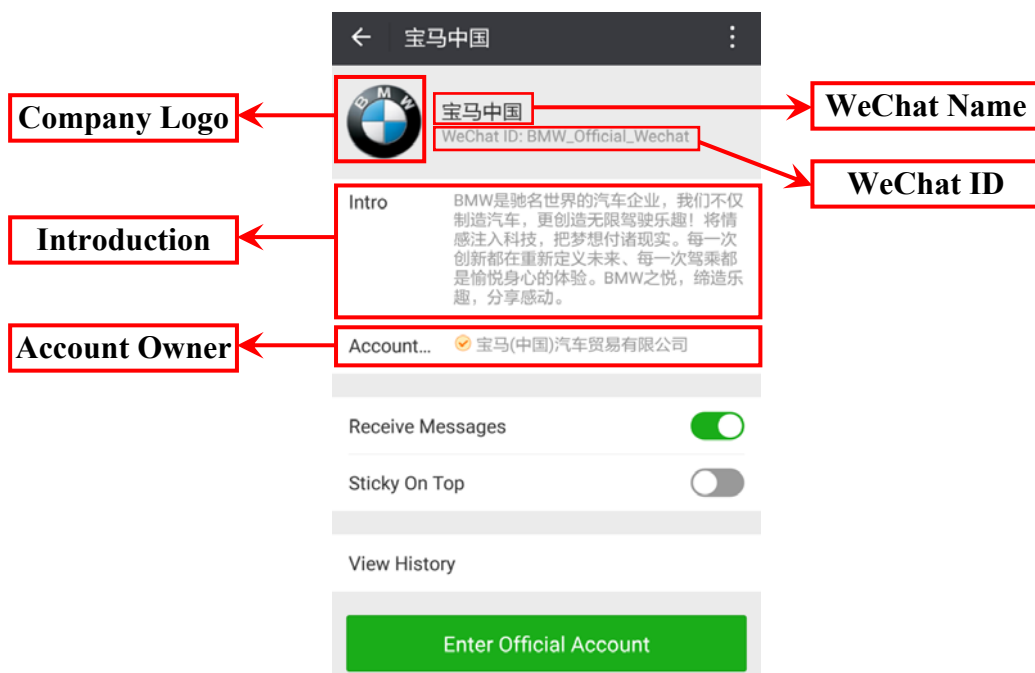 宝马中国
Company Logo
BMW
宝马中国
WeChat Name
WeChat ID: BMW_Official_Wechat
WeChat ID
Introduction
Intro
BMW是驰名世界的汽车企业，我们不仅
制造汽车，更创造无限驾驶乐趣！将情
感注入科技，把梦想付诸现实。每一次
创新都在重新定义未来、每一次驾乘都
是愉悦身心的体验。BMW之悦，缔造乐
趣，分享感动。
Account Owner
Account... 宝马(中国)汽车贸易有限公司
Receive Messages
Sticky On Top
View History
Enter Official Account